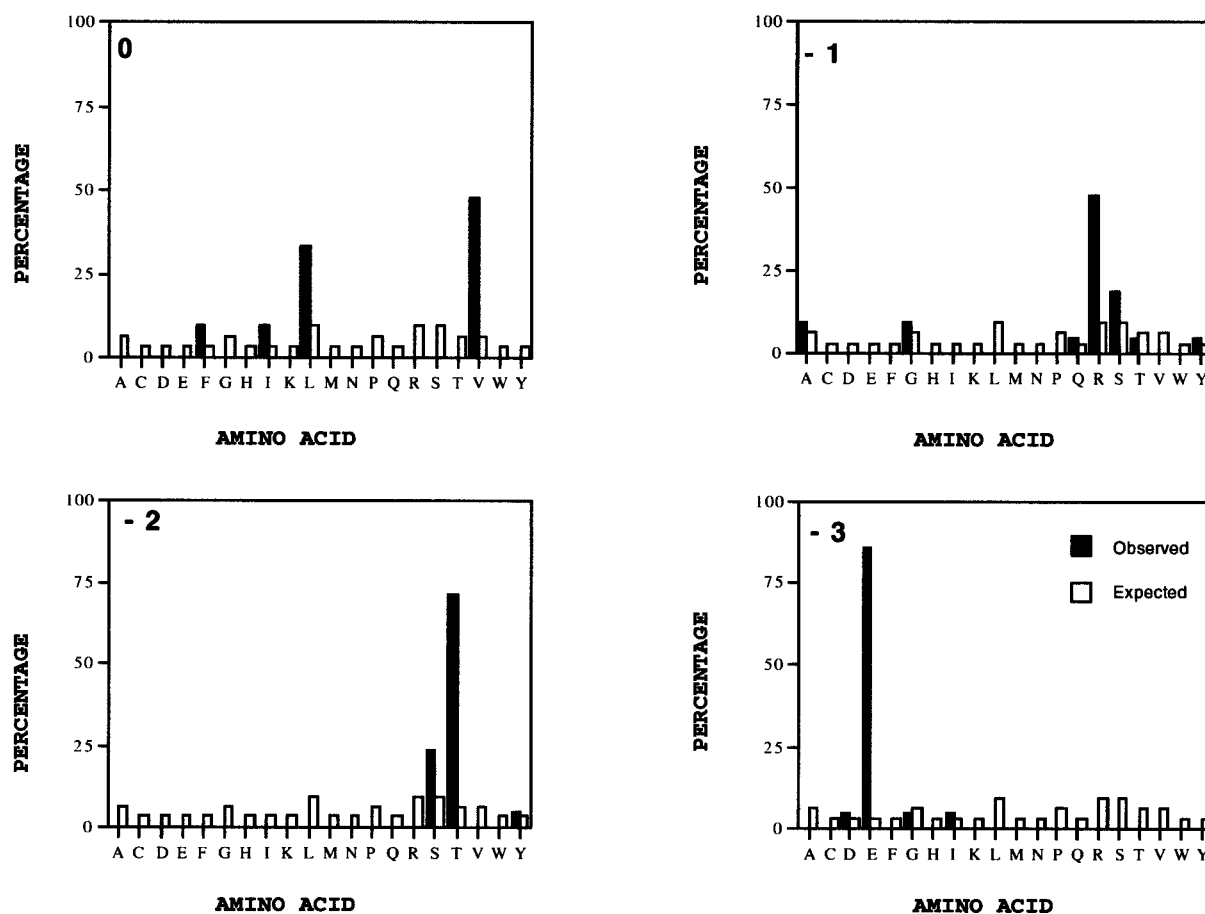 0
100
75
50
25
0
PERCENTAGE
A C D E F G H I K L M N P Q R S T V W Y
AMINO ACID
- 1
100
75
50
25
0
PERCENTAGE
A C D E F G H I K L M N P Q R S T V W Y
AMINO ACID
- 2
100
75
50
25
0
PERCENTAGE
A C D E F G H I K L M N P Q R S T V W Y
AMINO ACID
- 3
100
75
50
25
0
PERCENTAGE
Observed
Expected
A C D E F G H I K L M N P Q R S T V W Y
AMINO ACID